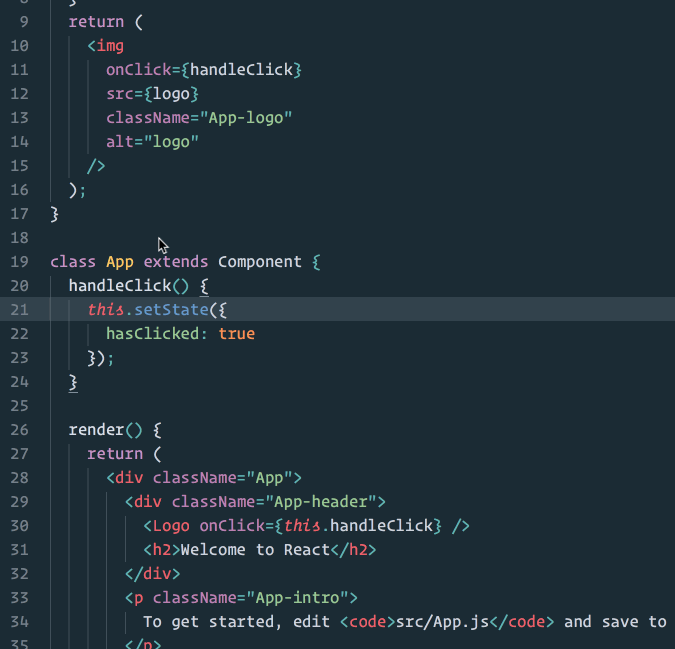 8 }
9 return (
10 <img
11 onClick={handleClick}
12 src={logo}
13 className="App-logo"
14 alt="logo"
15 />
16 );
17 }
18
19 class App extends Component {
20 handleClick() {
21 this.setState({
22 hasClicked: true
23 });
24 }
25
26 render() {
27 return (
28 <div className="App">
29 <div className="App-header">
30 <Logo onClick={this.handleClick} />
31 <h2>Welcome to React</h2>
32 </div>
33 <p className="App-intro">
34 To get started, edit <code>src/App.js</code> and save to
35 </p>